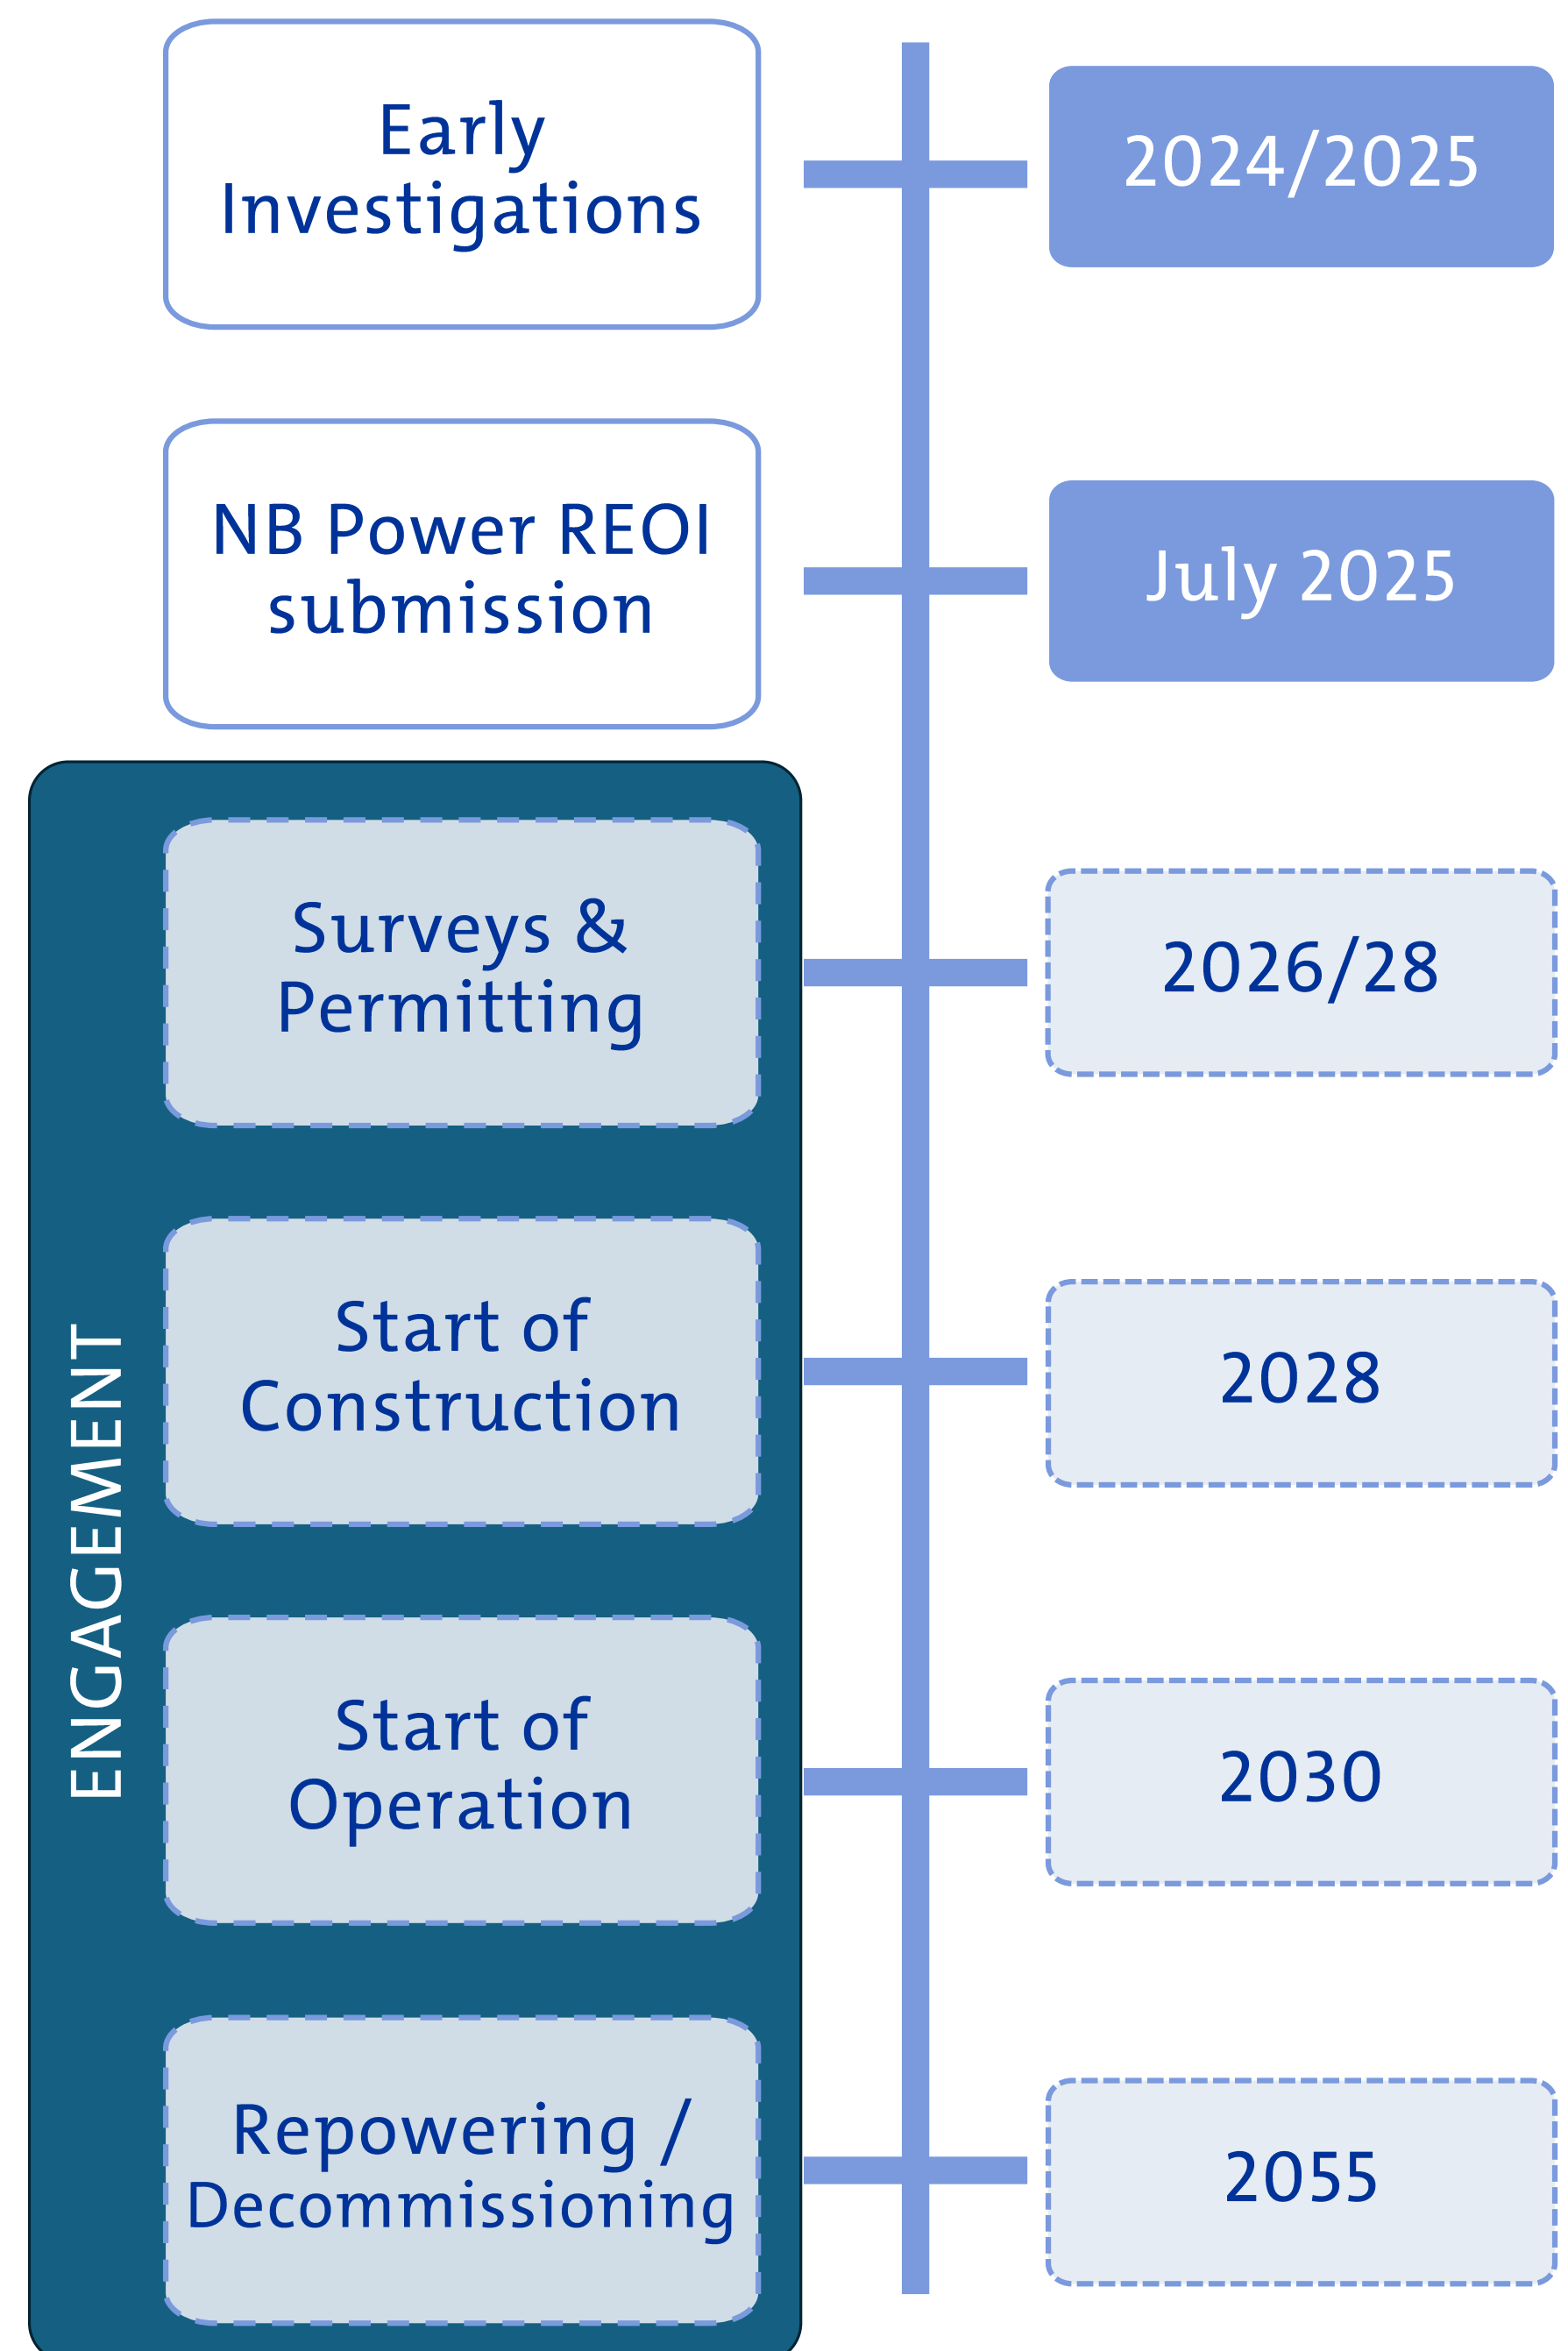 Early
Investigations
2024/2025
NB Power REOI
submission
July 2025
ENGAGEMENT
Surveys &
Permitting
2026/28
Start of
Construction
2028
Start of
Operation
2030
Repowering /
Decommissioning
2055